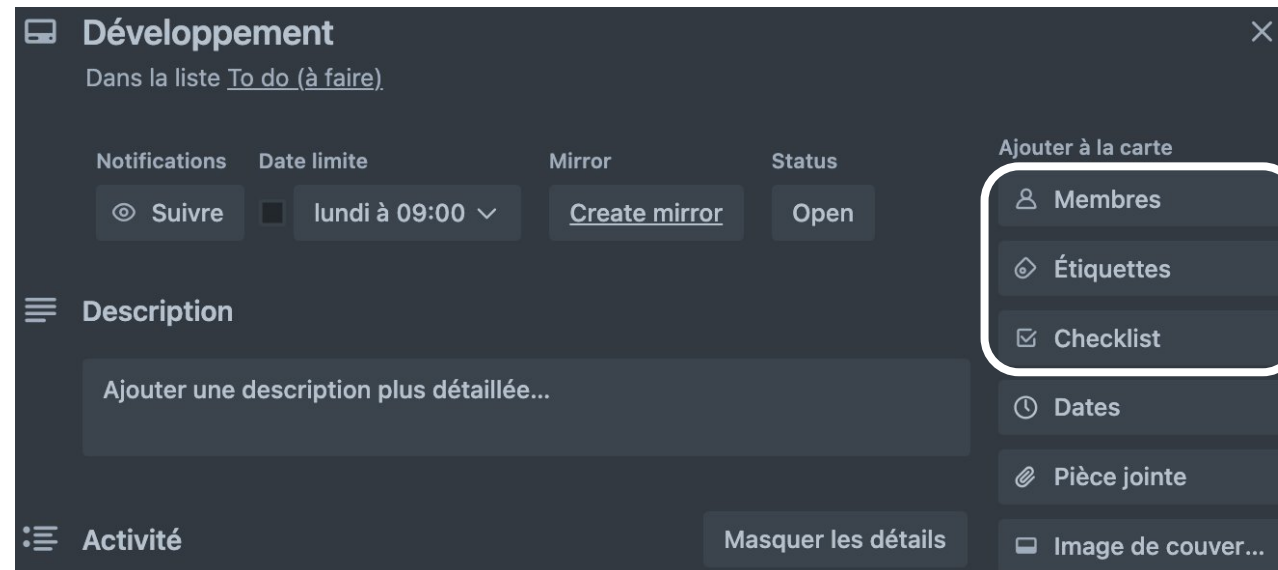 Développement
Dans la liste To do (à faire)
Notifications Date limite Mirror Status
Suivre lundi à 09:00 Create mirror Open
Description
Ajouter une description plus détaillée...
Activité Masquer les détails
Ajouter à la carte
Membres
Étiquettes
Checklist
Dates
Pièce jointe
Image de couver...